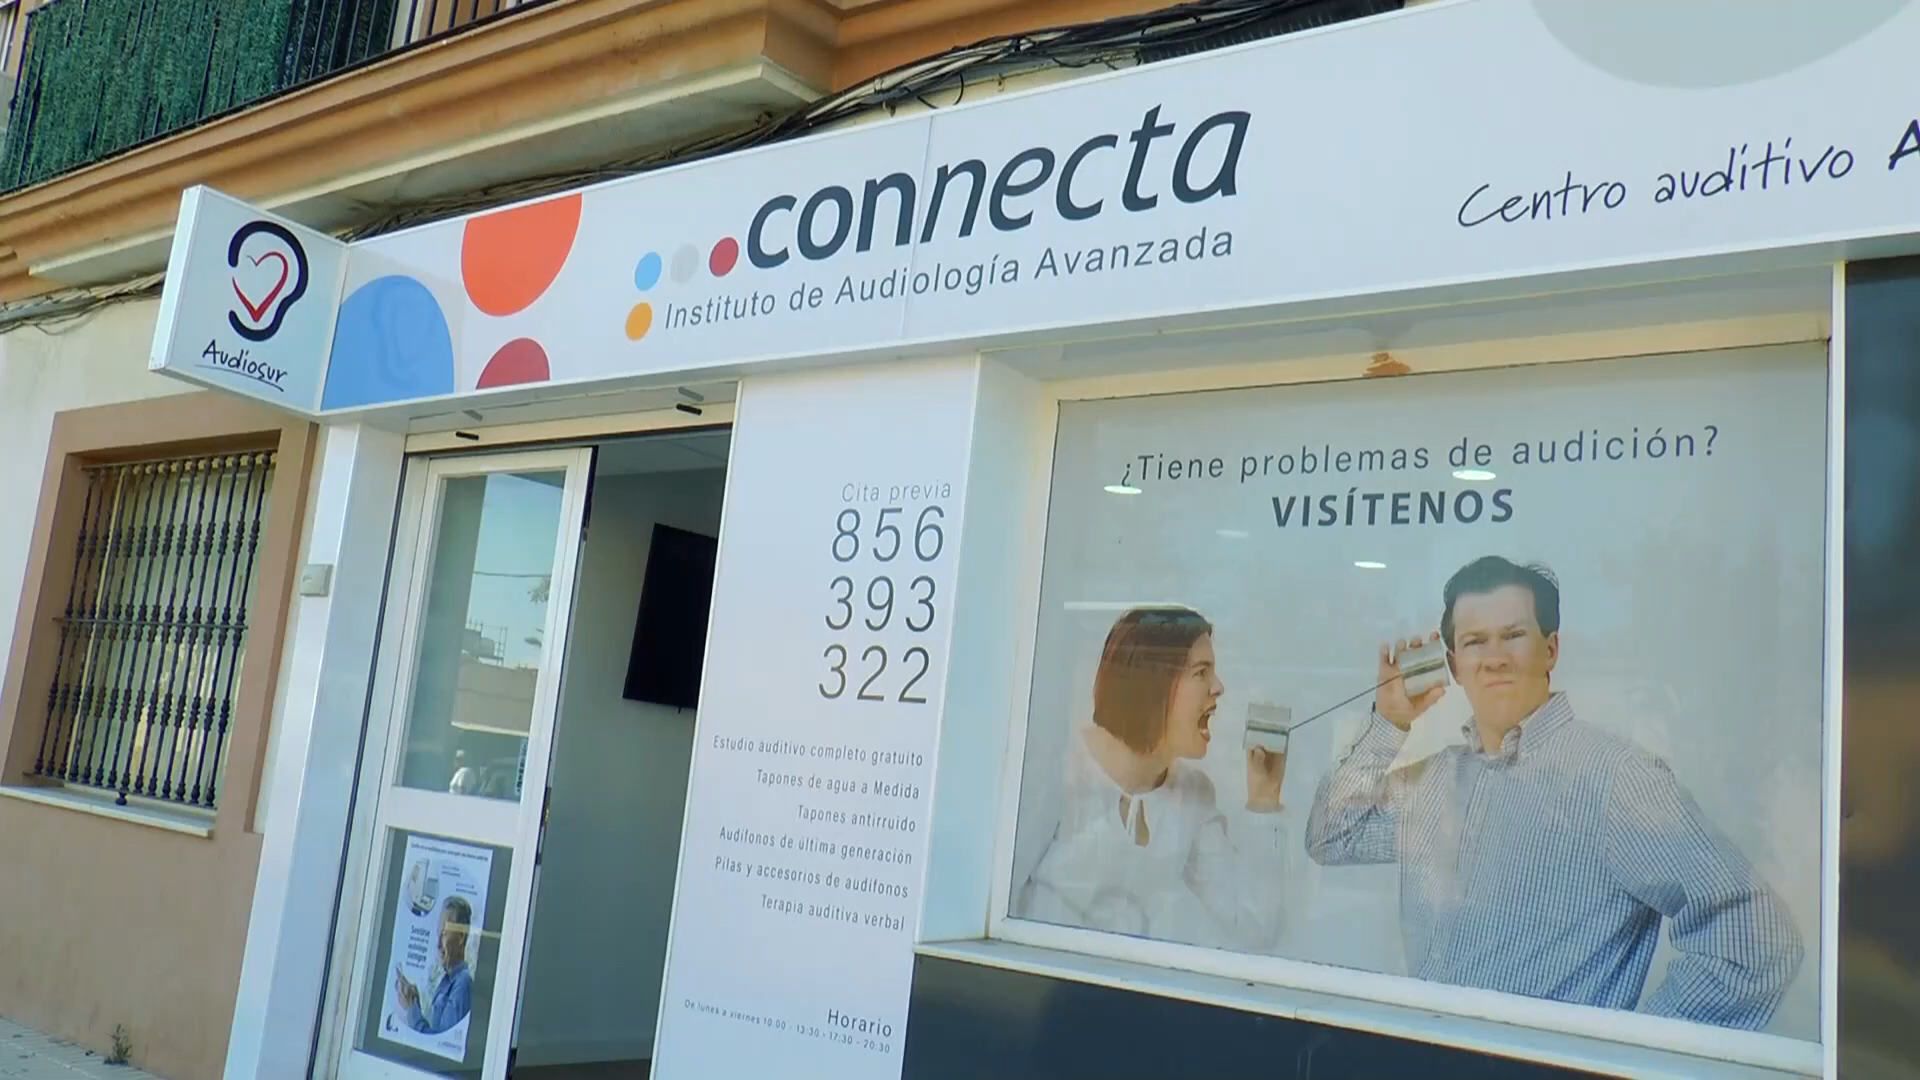 Audiosur
connecta
Instituto de Audiología Avanzada
Centro auditivo A
Cita previa
856
393
322
Estudio auditivo completo gratuito
Tapones de agua a Medida
Tapones antirruido
Audífonos de última generación
Pilas y accesorios de audífonos
Terapia auditiva verbal
Horario
De lunes a viernes 10:00 - 13:30 - 17:30 - 20:30
¿Tiene problemas de audición?
VISÍTENOS
siempre